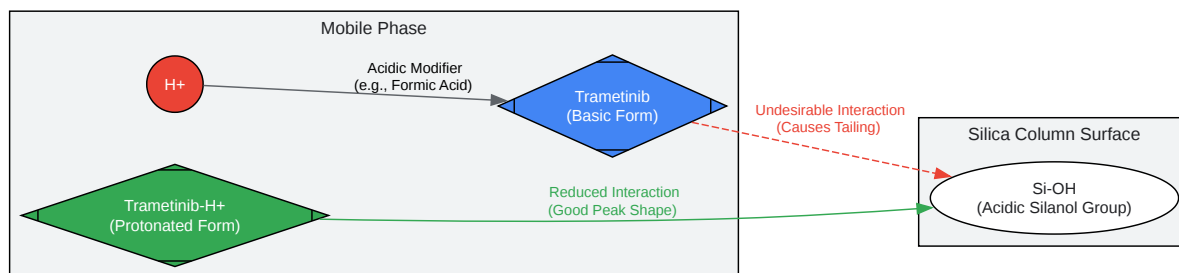 Mobile Phase
H+
Acidic Modifier
(e.g., Formic Acid)
Trametinib
(Basic Form)
Undesirable Interaction
(Causes Tailing)
Silica Column Surface
Si-OH
(Acidic Silanol Group)
Trametinib-H+
(Protonated Form)
Reduced Interaction
(Good Peak Shape)